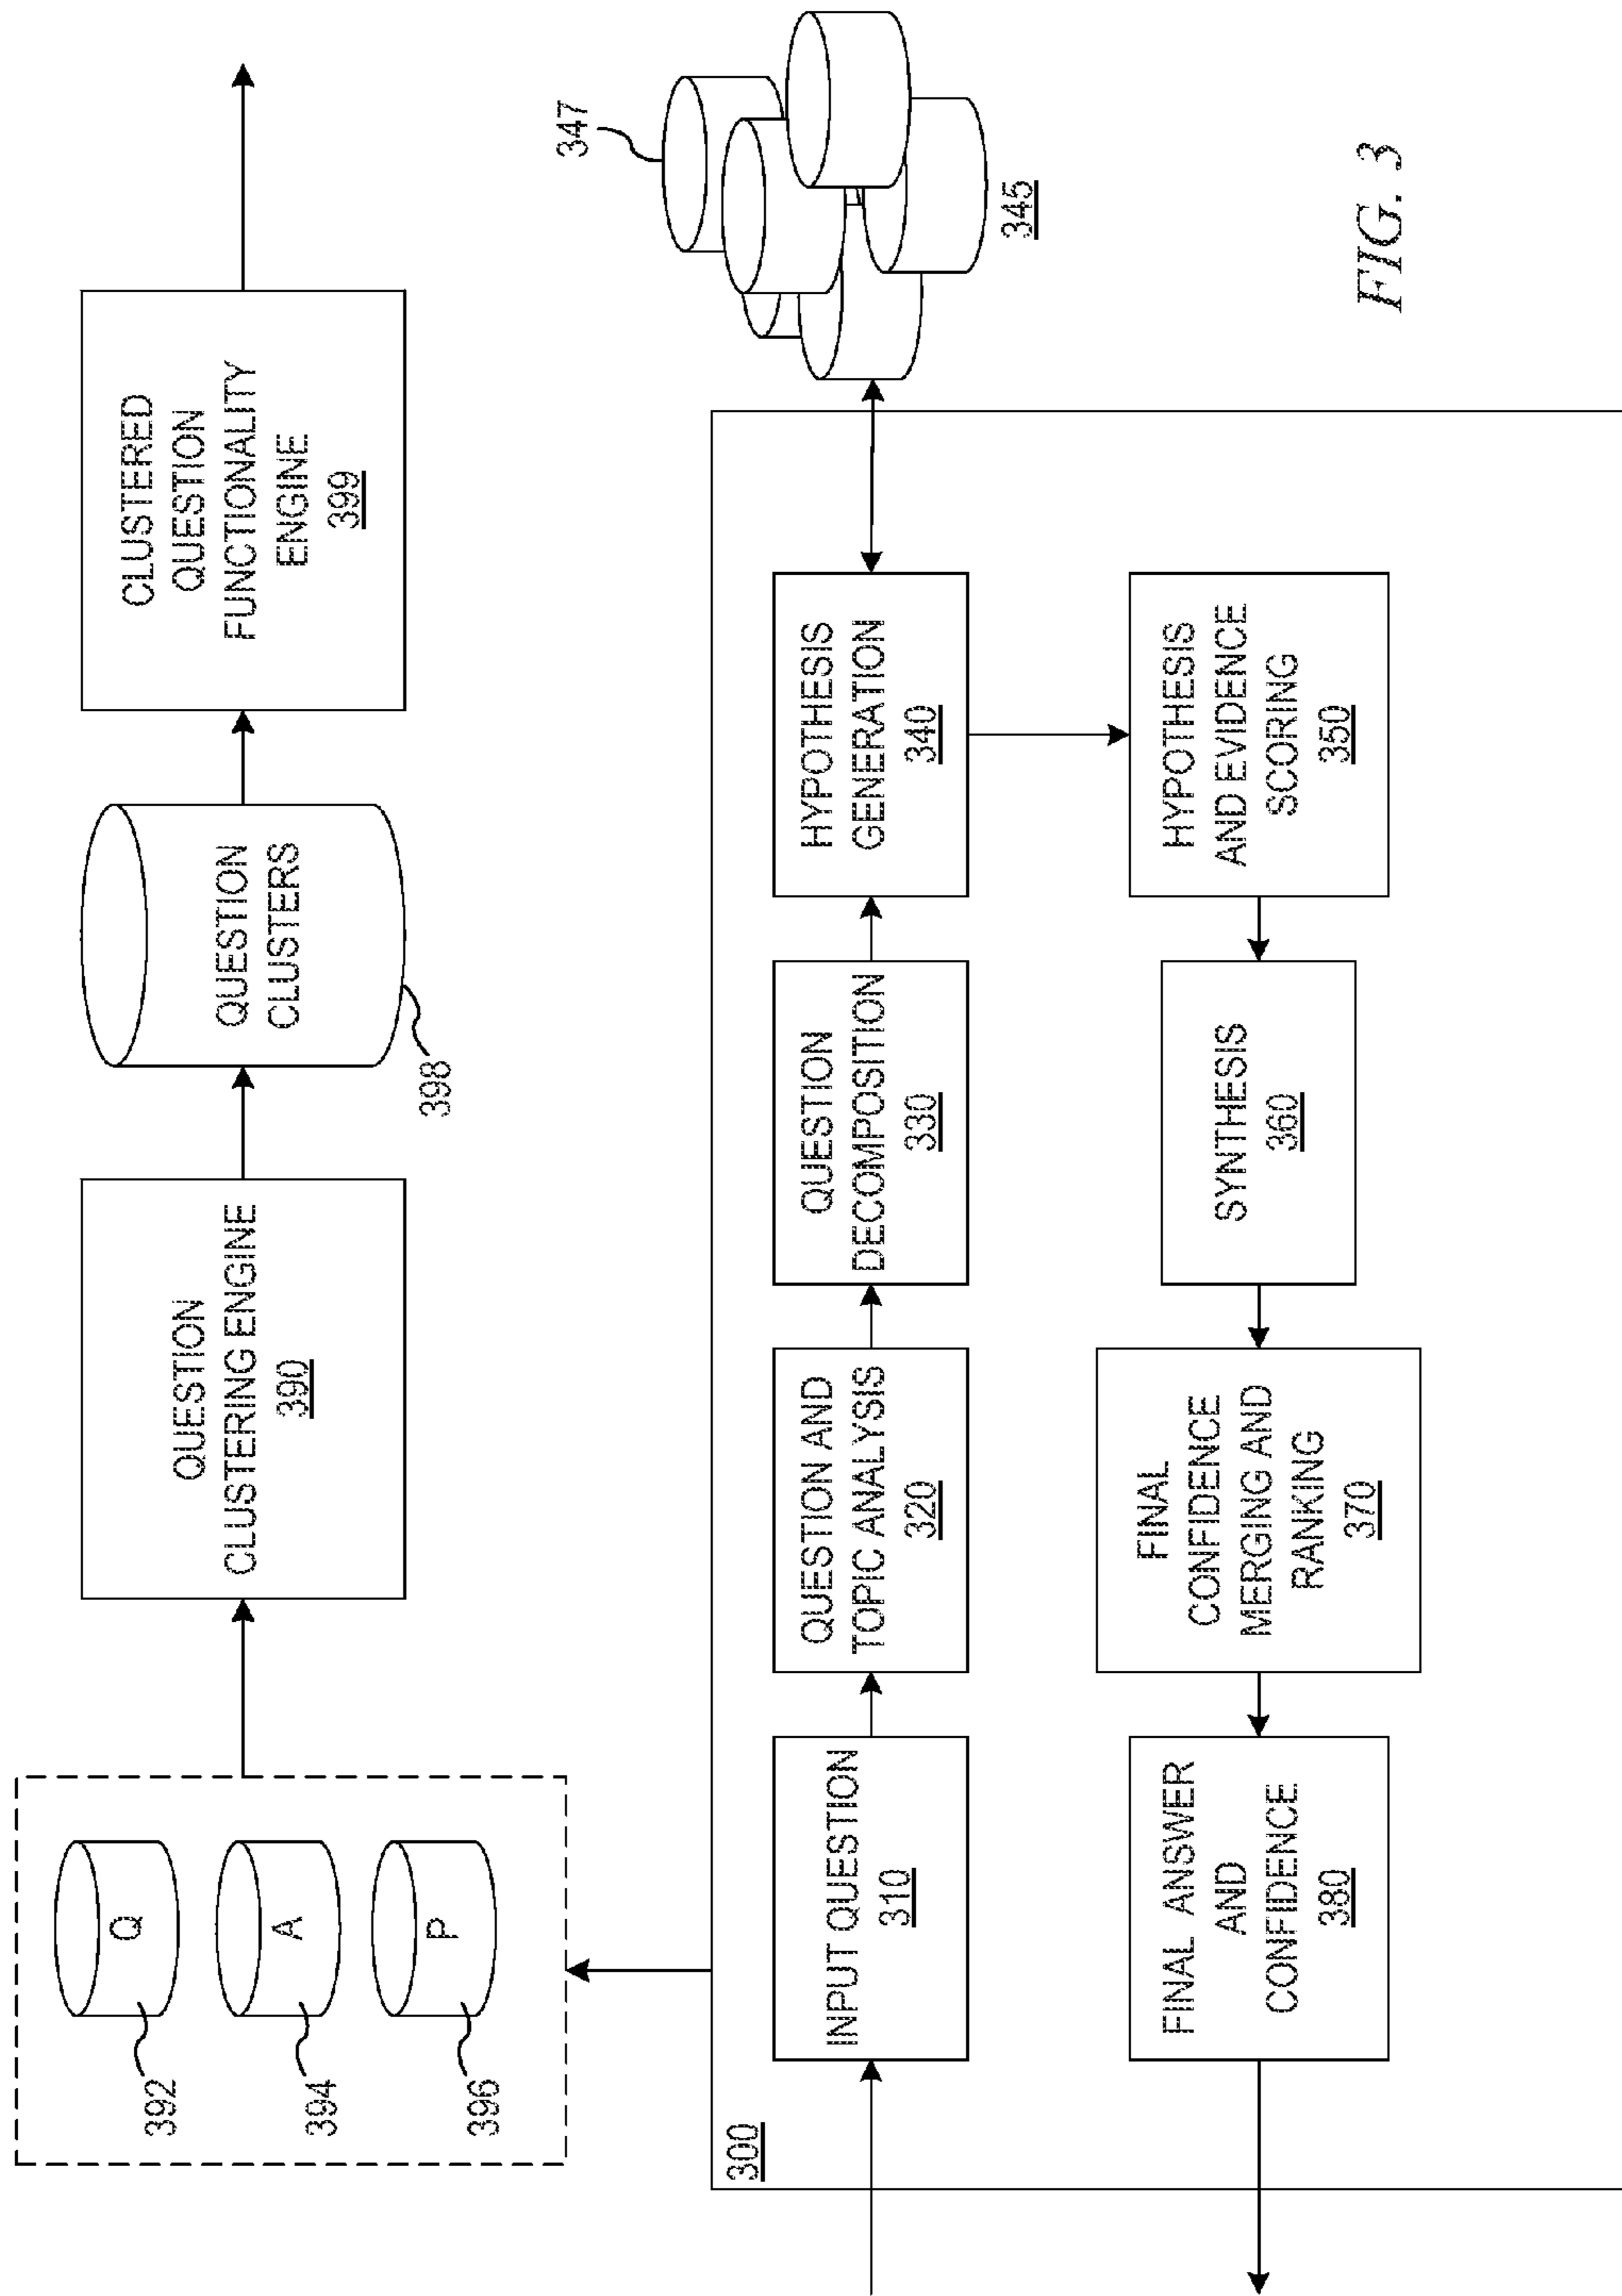 392
394
396
Q
A
P
QUESTION
CLUSTERING ENGINE
390
QUESTION
CLUSTERS
398
CLUSTERED
QUESTION
FUNCTIONALITY
ENGINE
399
300
INPUT QUESTION
310
QUESTION AND
TOPIC ANALYSIS
320
QUESTION
DECOMPOSITION
330
HYPOTHESIS
GENERATION
340
347
345
FINAL ANSWER
AND
CONFIDENCE
380
FINAL
CONFIDENCE
MERGING AND
RANKING
370
SYNTHESIS
360
HYPOTHESIS
AND EVIDENCE
SCORING
350
FIG. 3